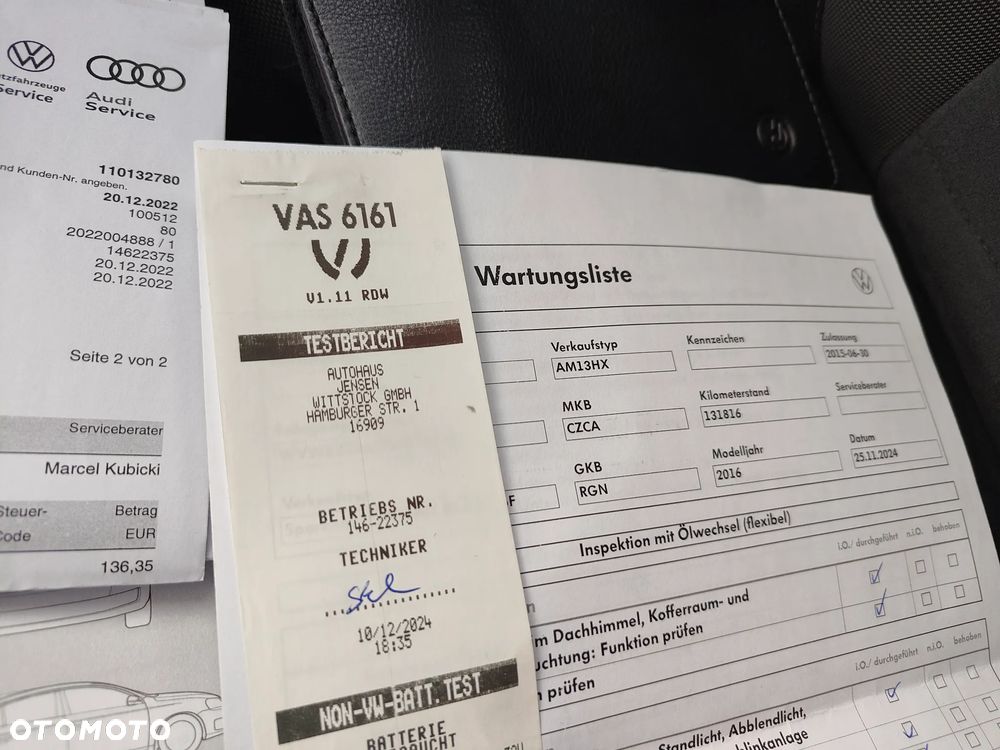 Service
Audi
Service
110132780
nd Kunden-Nr. angeben.
20.12.2022
100512
80
2022004888 / 1
14622375
20.12.2022
20.12.2022
Seite 2 von 2
Serviceberater
Marcel Kubicki
Steuer- Betrag
Code EUR
136,35
VAS 6161
V1.11 RDW
TESTBERICHT
AUTOHAUS
JENSEN
WITTSTOCK GMBH
HAMBURGER STR. 1
16909
BETRIEBS NR.
146-22375
TECHNIKER
10/12/2024
18:35
NON-VW-BATT.TEST
BATTERIE
Wartungsliste
Verkaufstyp
AM13HX
Kennzeichen
Zulassung
2015-06-30
MKB
CZCA
Kilometerstand
131816
Serviceberater
GKB
RGN
Modelljahr
2016
Datum
25.11.2024
F
Inspektion mit Ölwechsel (flexibel)
i.O./ durchgeführt n.i.O. behoben
m Dachhimmel, Kofferraum- und
uchtung: Funktion prüfen
prüfen
i.O./ durchgeführt n.i.O. behoben
Standlicht, Abblendlicht,
blinkanlage
OTOMOTO